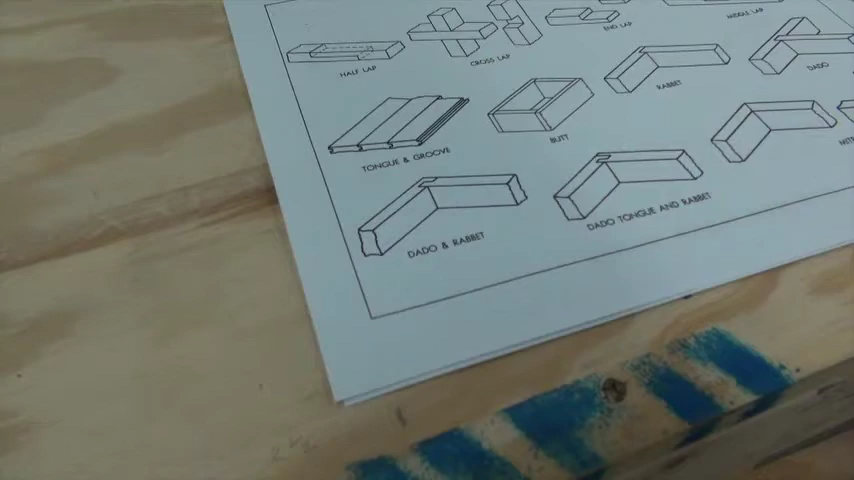 HALF LAP
CROSS LAP
END LAP
MIDDLE LAP
TONGUE & GROOVE
BUTT
RABBET
DADO
DADO & RABBET
DADO TONGUE AND RABBET